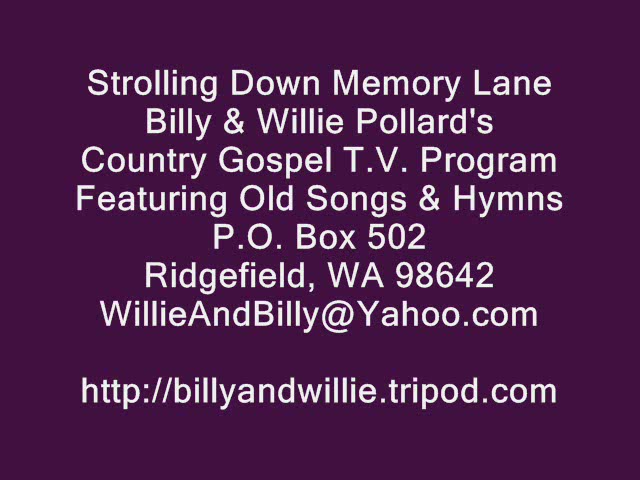 Strolling Down Memory Lane
Billy & Willie Pollard's
Country Gospel T.V. Program
Featuring Old Songs & Hymns
P.O. Box 502
Ridgefield, WA 98642
WillieAndBilly@Yahoo.com
http://billyandwillie.tripod.com